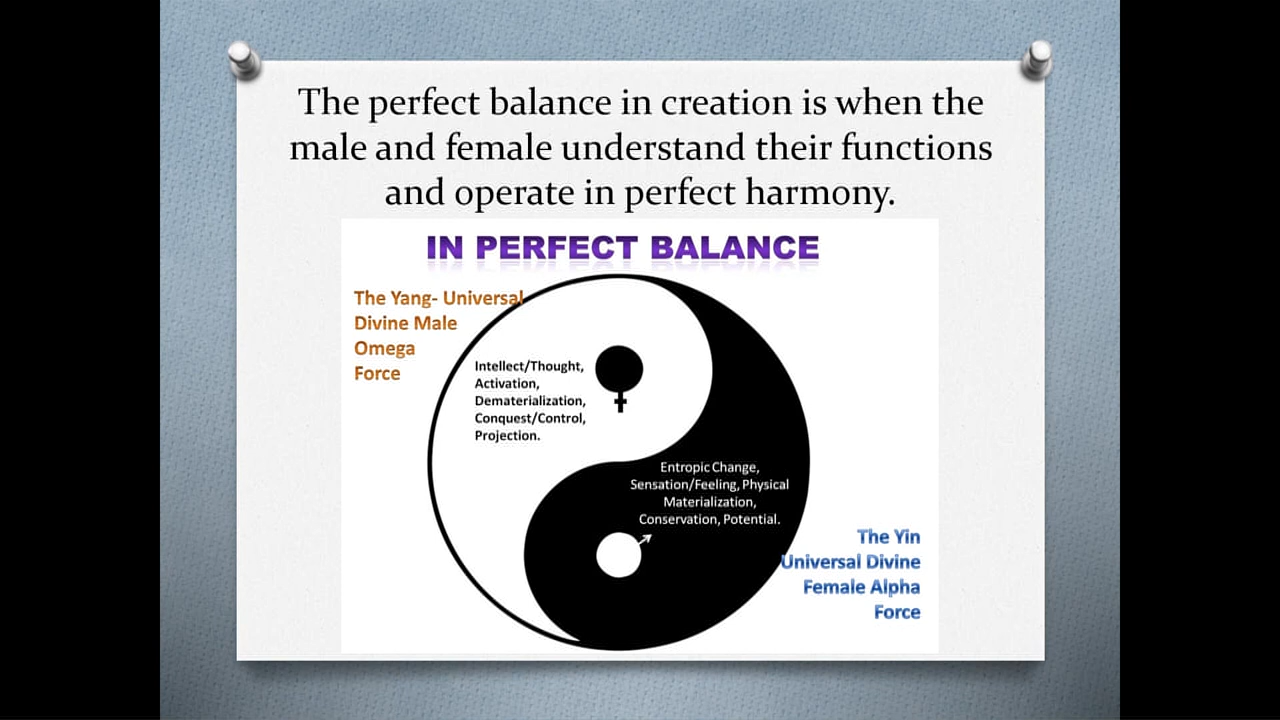 The perfect balance in creation is when the
male and female understand their functions
and operate in perfect harmony.
IN PERFECT BALANCE
The Yang- Universal
Divine Male
Omega
Force
Intellect/Thought,
Activation,
Dematerialization,
Conquest/Control,
Projection.
Entropic Change,
Sensation/Feeling, Physical
Materialization,
Conservation, Potential.
The Yin
Universal Divine
Female Alpha
Force